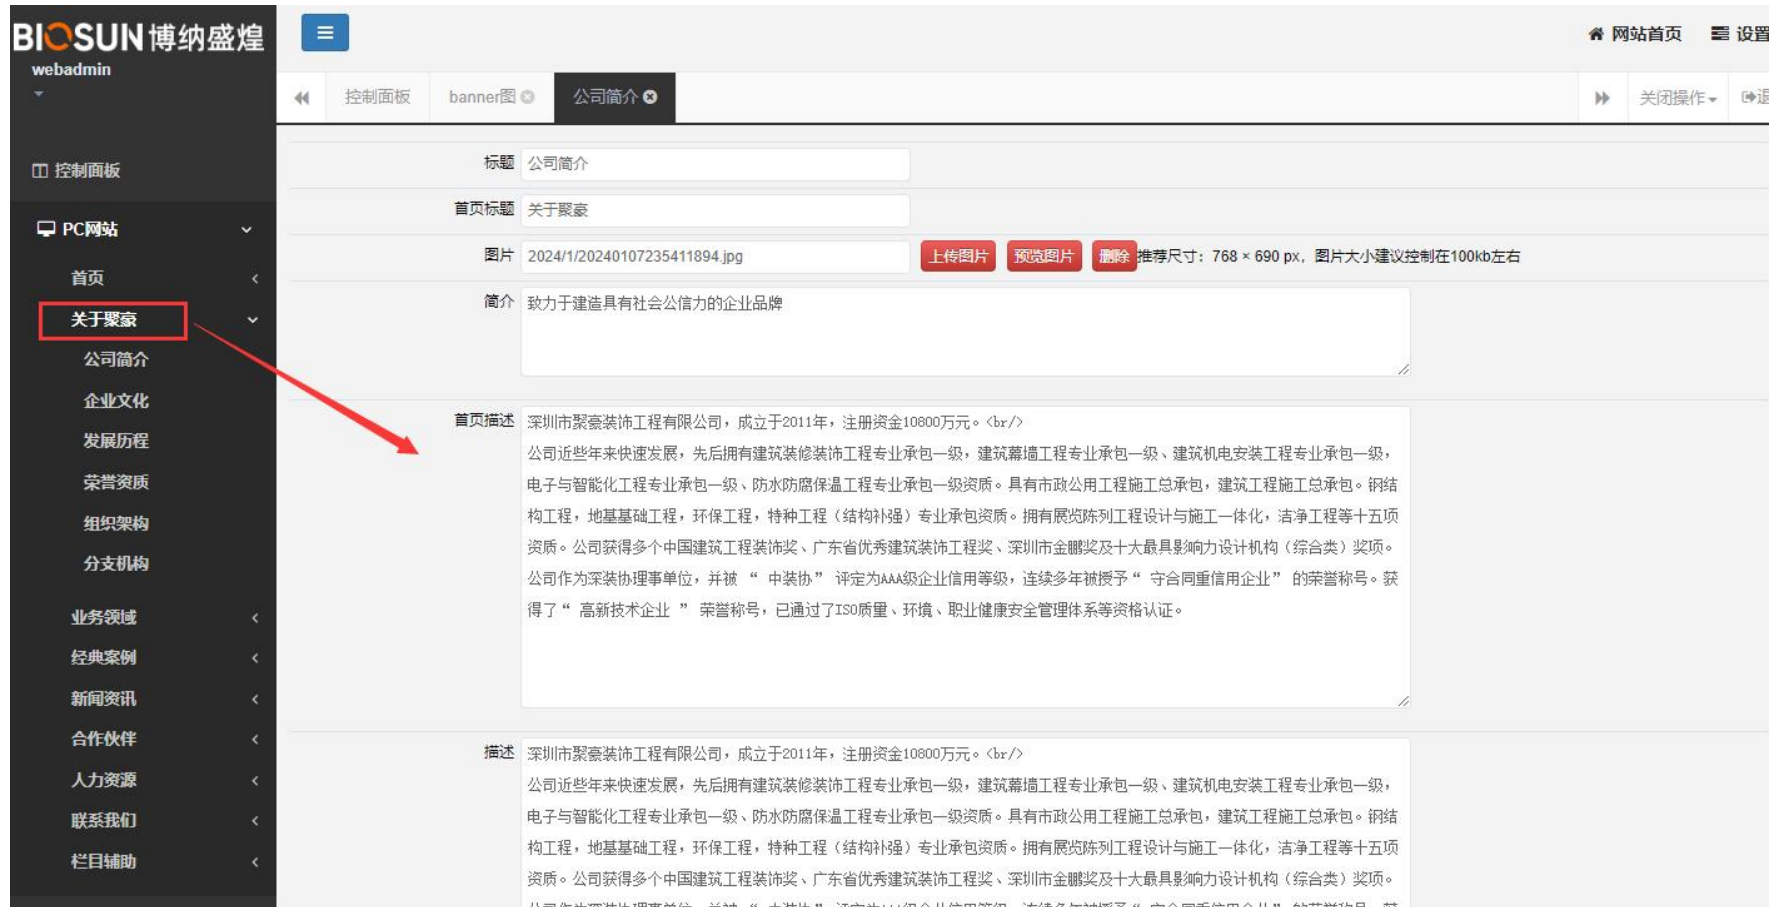 BIOSUN博纳盛煌
webadmin
网站首页
设置
控制面板
banner图
公司简介
关闭操作
退
控制面板
PC网站
首页
关于聚豪
公司简介
企业文化
发展历程
荣誉资质
组织架构
分支机构
业务领域
经典案例
新闻资讯
合作伙伴
人力资源
联系我们
栏目辅助
标题 公司简介
首页标题 关于聚豪
图片 2024/1/20240107235411894.jpg 上传图片 预览图片 删除 推荐尺寸：768 × 690 px，图片大小建议控制在100kb左右
简介 致力于建造具有社会公信力的企业品牌
首页描述 深圳市聚豪装饰工程有限公司，成立于2011年，注册资金10800万元。<br/>
公司近些年来快速发展，先后拥有建筑装修装饰工程专业承包一级，建筑幕墙工程专业承包一级、建筑机电安装工程专业承包一级，
电子与智能化工程专业承包一级、防水防腐保温工程专业承包一级资质。具有市政公用工程施工总承包，建筑工程施工总承包。钢结
构工程，地基基础工程，环保工程，特种工程（结构补强）专业承包资质。拥有展览陈列工程设计与施工一体化，洁净工程等十五项
资质。公司获得多个中国建筑工程装饰奖、广东省优秀建筑装饰工程奖、深圳市金鹏奖及十大最具影响力设计机构（综合类）奖项。
公司作为深装协理事单位，并被 “ 中装协” 评定为AAA级企业信用等级，连续多年被授予“ 守合同重信用企业” 的荣誉称号。获
得了“ 高新技术企业 ” 荣誉称号，已通过了ISO质量、环境、职业健康安全管理体系等资格认证。
描述 深圳市聚豪装饰工程有限公司，成立于2011年，注册资金10800万元。<br/>
公司近些年来快速发展，先后拥有建筑装修装饰工程专业承包一级，建筑幕墙工程专业承包一级、建筑机电安装工程专业承包一级，
电子与智能化工程专业承包一级、防水防腐保温工程专业承包一级资质。具有市政公用工程施工总承包，建筑工程施工总承包。钢结
构工程，地基基础工程，环保工程，特种工程（结构补强）专业承包资质。拥有展览陈列工程设计与施工一体化，洁净工程等十五项
资质。公司获得多个中国建筑工程装饰奖、广东省优秀建筑装饰工程奖、深圳市金鹏奖及十大最具影响力设计机构（综合类）奖项。